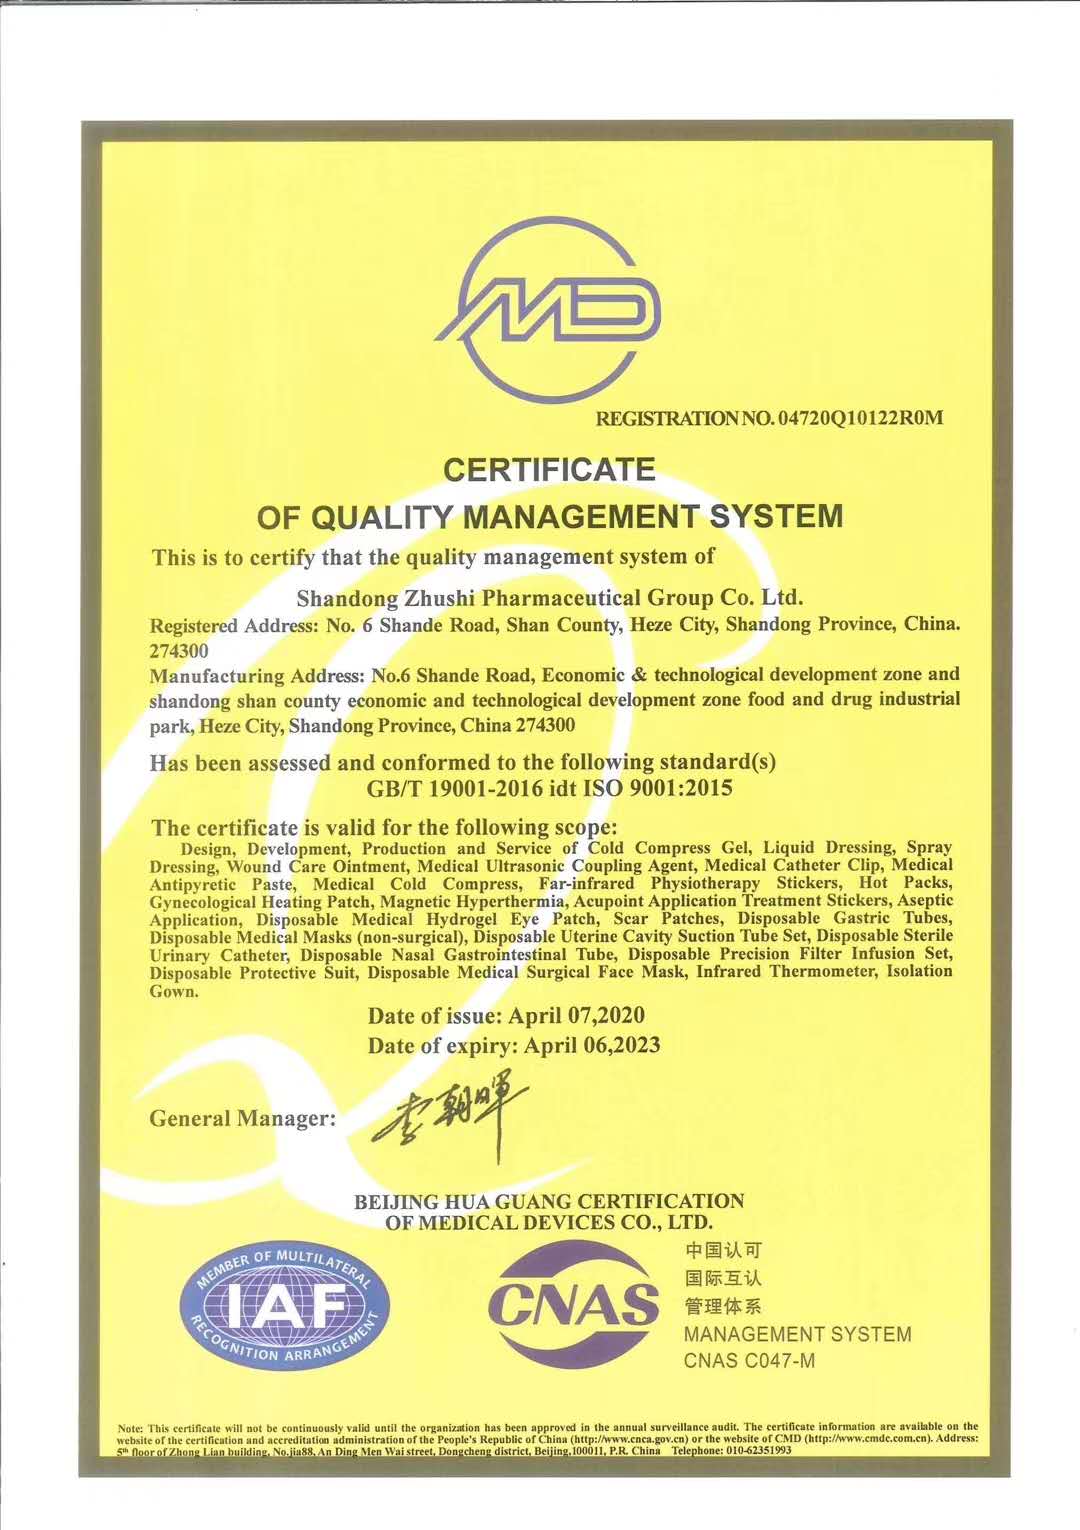 MD
REGISTRATION NO. 04720Q10122R0M
CERTIFICATE
OF QUALITY MANAGEMENT SYSTEM
This is to certify that the quality management system of
Shandong Zhushi Pharmaceutical Group Co. Ltd.
Registered Address: No. 6 Shande Road, Shan County, Heze City, Shandong Province, China.
274300
Manufacturing Address: No.6 Shande Road, Economic & technological development zone and
shandong shan county economic and technological development zone food and drug industrial
park, Heze City, Shandong Province, China 274300
Has been assessed and conformed to the following standard(s)
GB/T 19001-2016 idt ISO 9001:2015
The certificate is valid for the following scope:
Design, Development, Production and Service of Cold Compress Gel, Liquid Dressing, Spray
Dressing, Wound Care Ointment, Medical Ultrasonic Coupling Agent, Medical Catheter Clip, Medical
Antipyretic Paste, Medical Cold Compress, Far-infrared Physiotherapy Stickers, Hot Packs,
Gynecological Heating Patch, Magnetic Hyperthermia, Acupoint Application Treatment Stickers, Aseptic
Application, Disposable Medical Hydrogel Eye Patch, Scar Patches, Disposable Gastric Tubes,
Disposable Medical Masks (non-surgical), Disposable Uterine Cavity Suction Tube Set, Disposable Sterile
Urinary Catheter, Disposable Nasal Gastrointestinal Tube, Disposable Precision Filter Infusion Set,
Disposable Protective Suit, Disposable Medical Surgical Face Mask, Infrared Thermometer, Isolation
Gown.
Date of issue: April 07,2020
Date of expiry: April 06,2023
General Manager: 李朝暉
BEIJING HUA GUANG CERTIFICATION
OF MEDICAL DEVICES CO., LTD.
MEMBER OF MULTILATERAL
IAF
RECOGNITION ARRANGEMENT
CNAS
中国认可
国际互认
管理体系
MANAGEMENT SYSTEM
CNAS C047-M
Note: This certificate will not be continuously valid until the organization has been approved in the annual surveillance audit. The certificate information are available on the
website of the certification and accreditation administration of the People's Republic of China (http://www.cnca.gov.cn) or the website of CMD (http://www.cmdc.com.cn). Address:
5th floor of Zhong Lian building, No.jia88, An Ding Men Wai street, Dongcheng district, Beijing,100011, P.R. China Telephone: 010-62351993